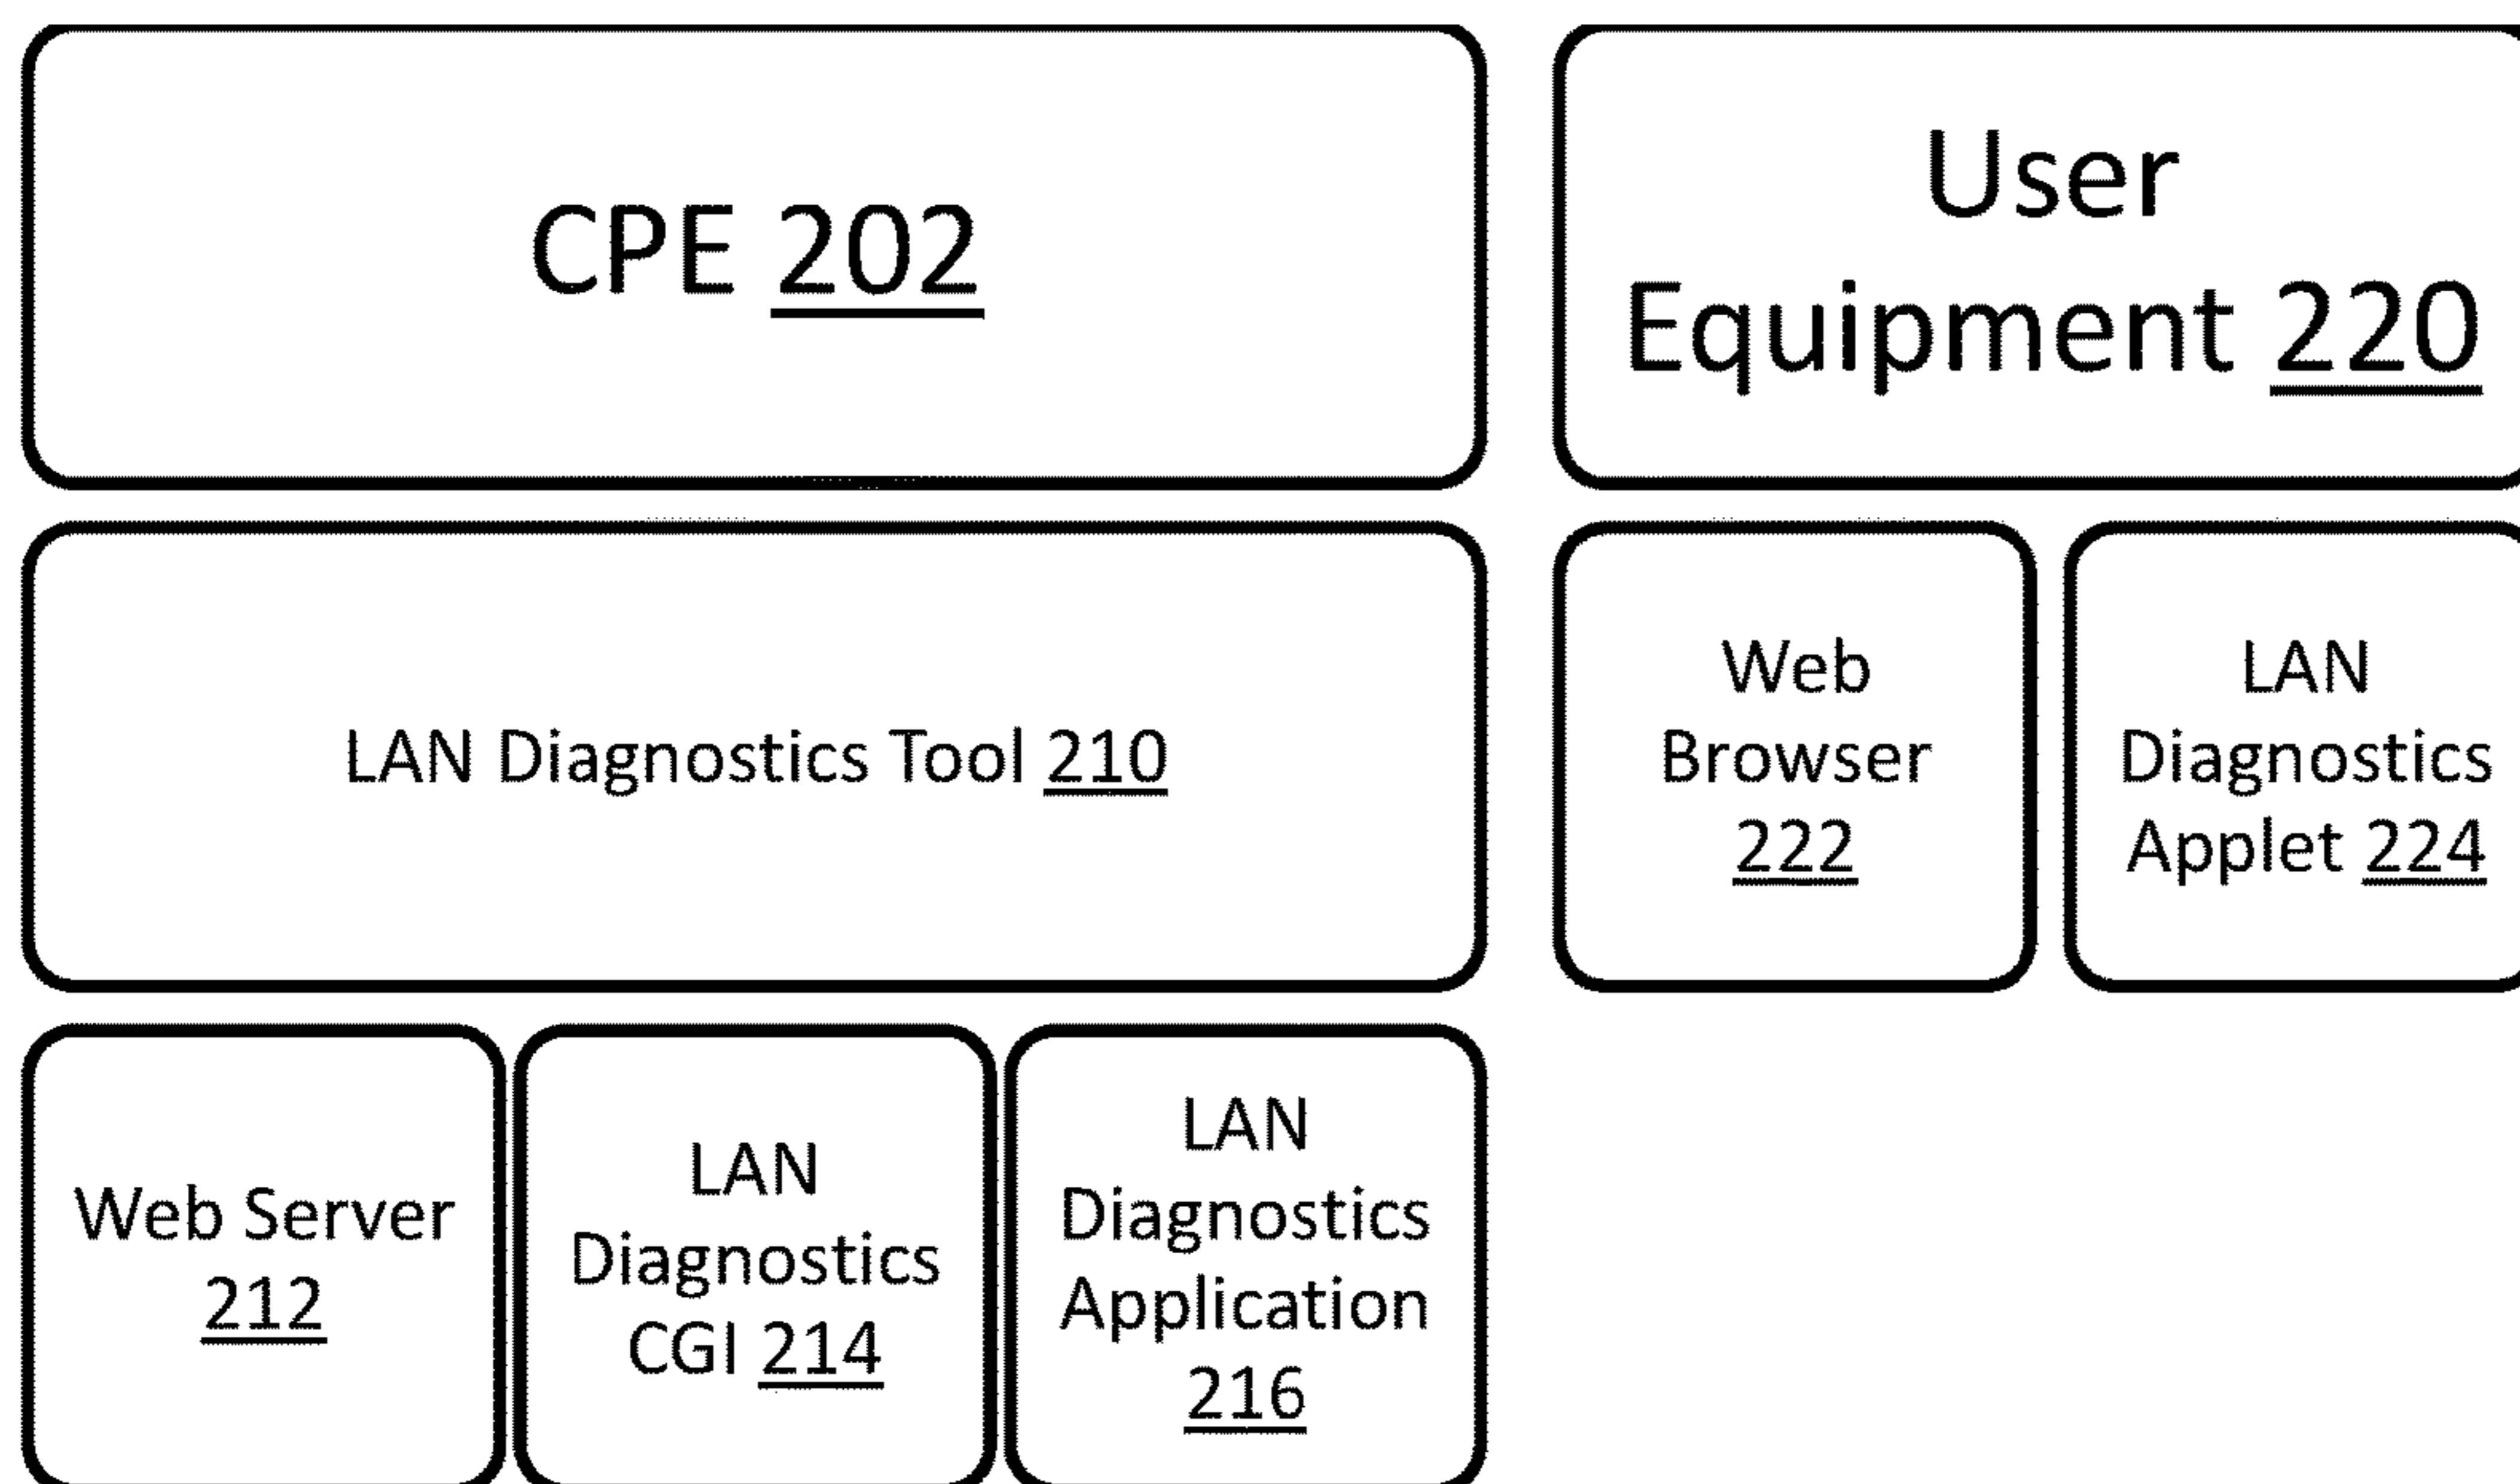 CPE 202
User
Equipment 220
LAN Diagnostics Tool 210
Web
Browser
222
LAN
Diagnostics
Applet 224
Web Server
212
LAN
Diagnostics
CGI 214
LAN
Diagnostics
Application
216